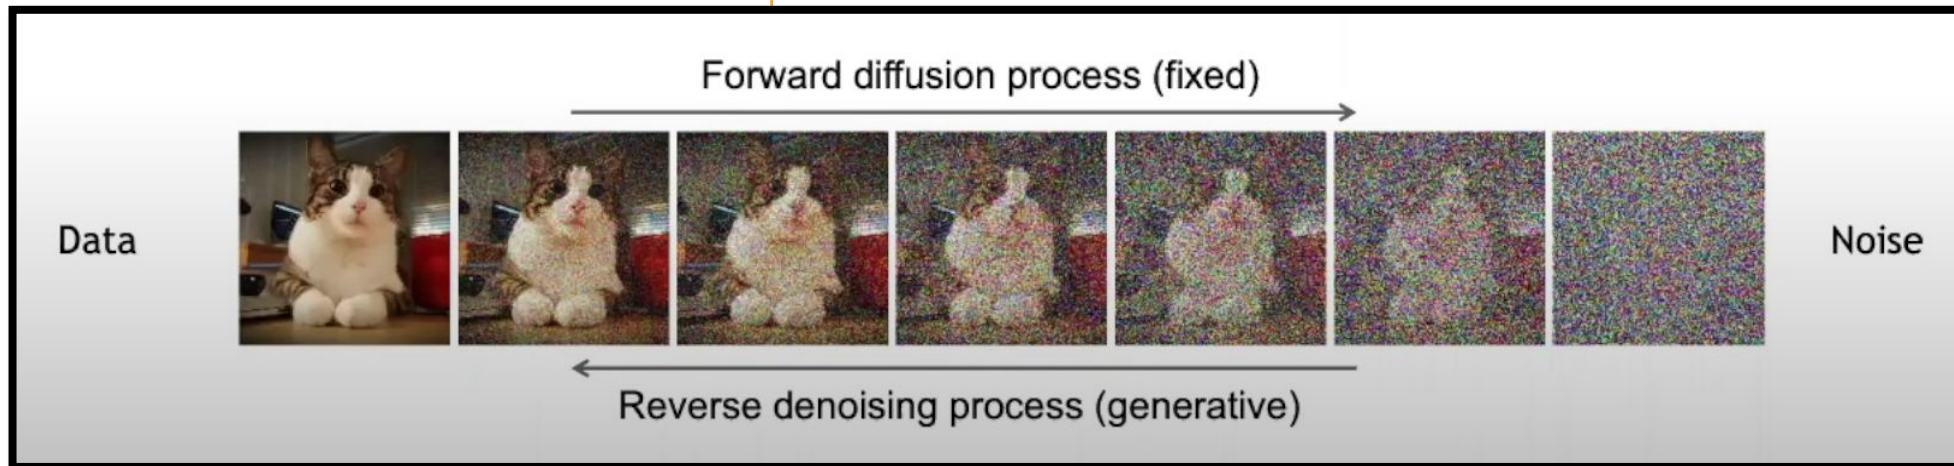 Forward diffusion process (fixed)
Data
Noise
Reverse denoising process (generative)